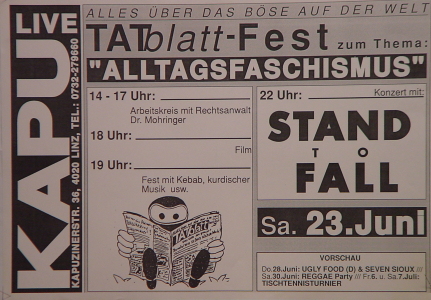 KAPU
LIVE
KAPUZINERSTR. 36, 4020 LINZ, TEL.: 0732-279660
ALLES ÜBER DAS BÖSE AUF DER WELT
TATblatt-Fest zum Thema:
"ALLTAGSFASCHISMUS"
14 - 17 Uhr:
Arbeitskreis mit Rechtsanwalt
Dr. Mohringer
18 Uhr:
Film
19 Uhr:
Fest mit Kebab, kurdischer
Musik usw.
TATblatt
22 Uhr:
Konzert mit:
STAND
TO
FALL
Sa. 23.Juni
VORSCHAU
Do.28.Juni: UGLY FOOD (D) & SEVEN SIOUX ///
Sa.30.Juni: REGGAE Party /// Fr.6. u. Sa.7.Juli:
TISCHTENNISTURNIER